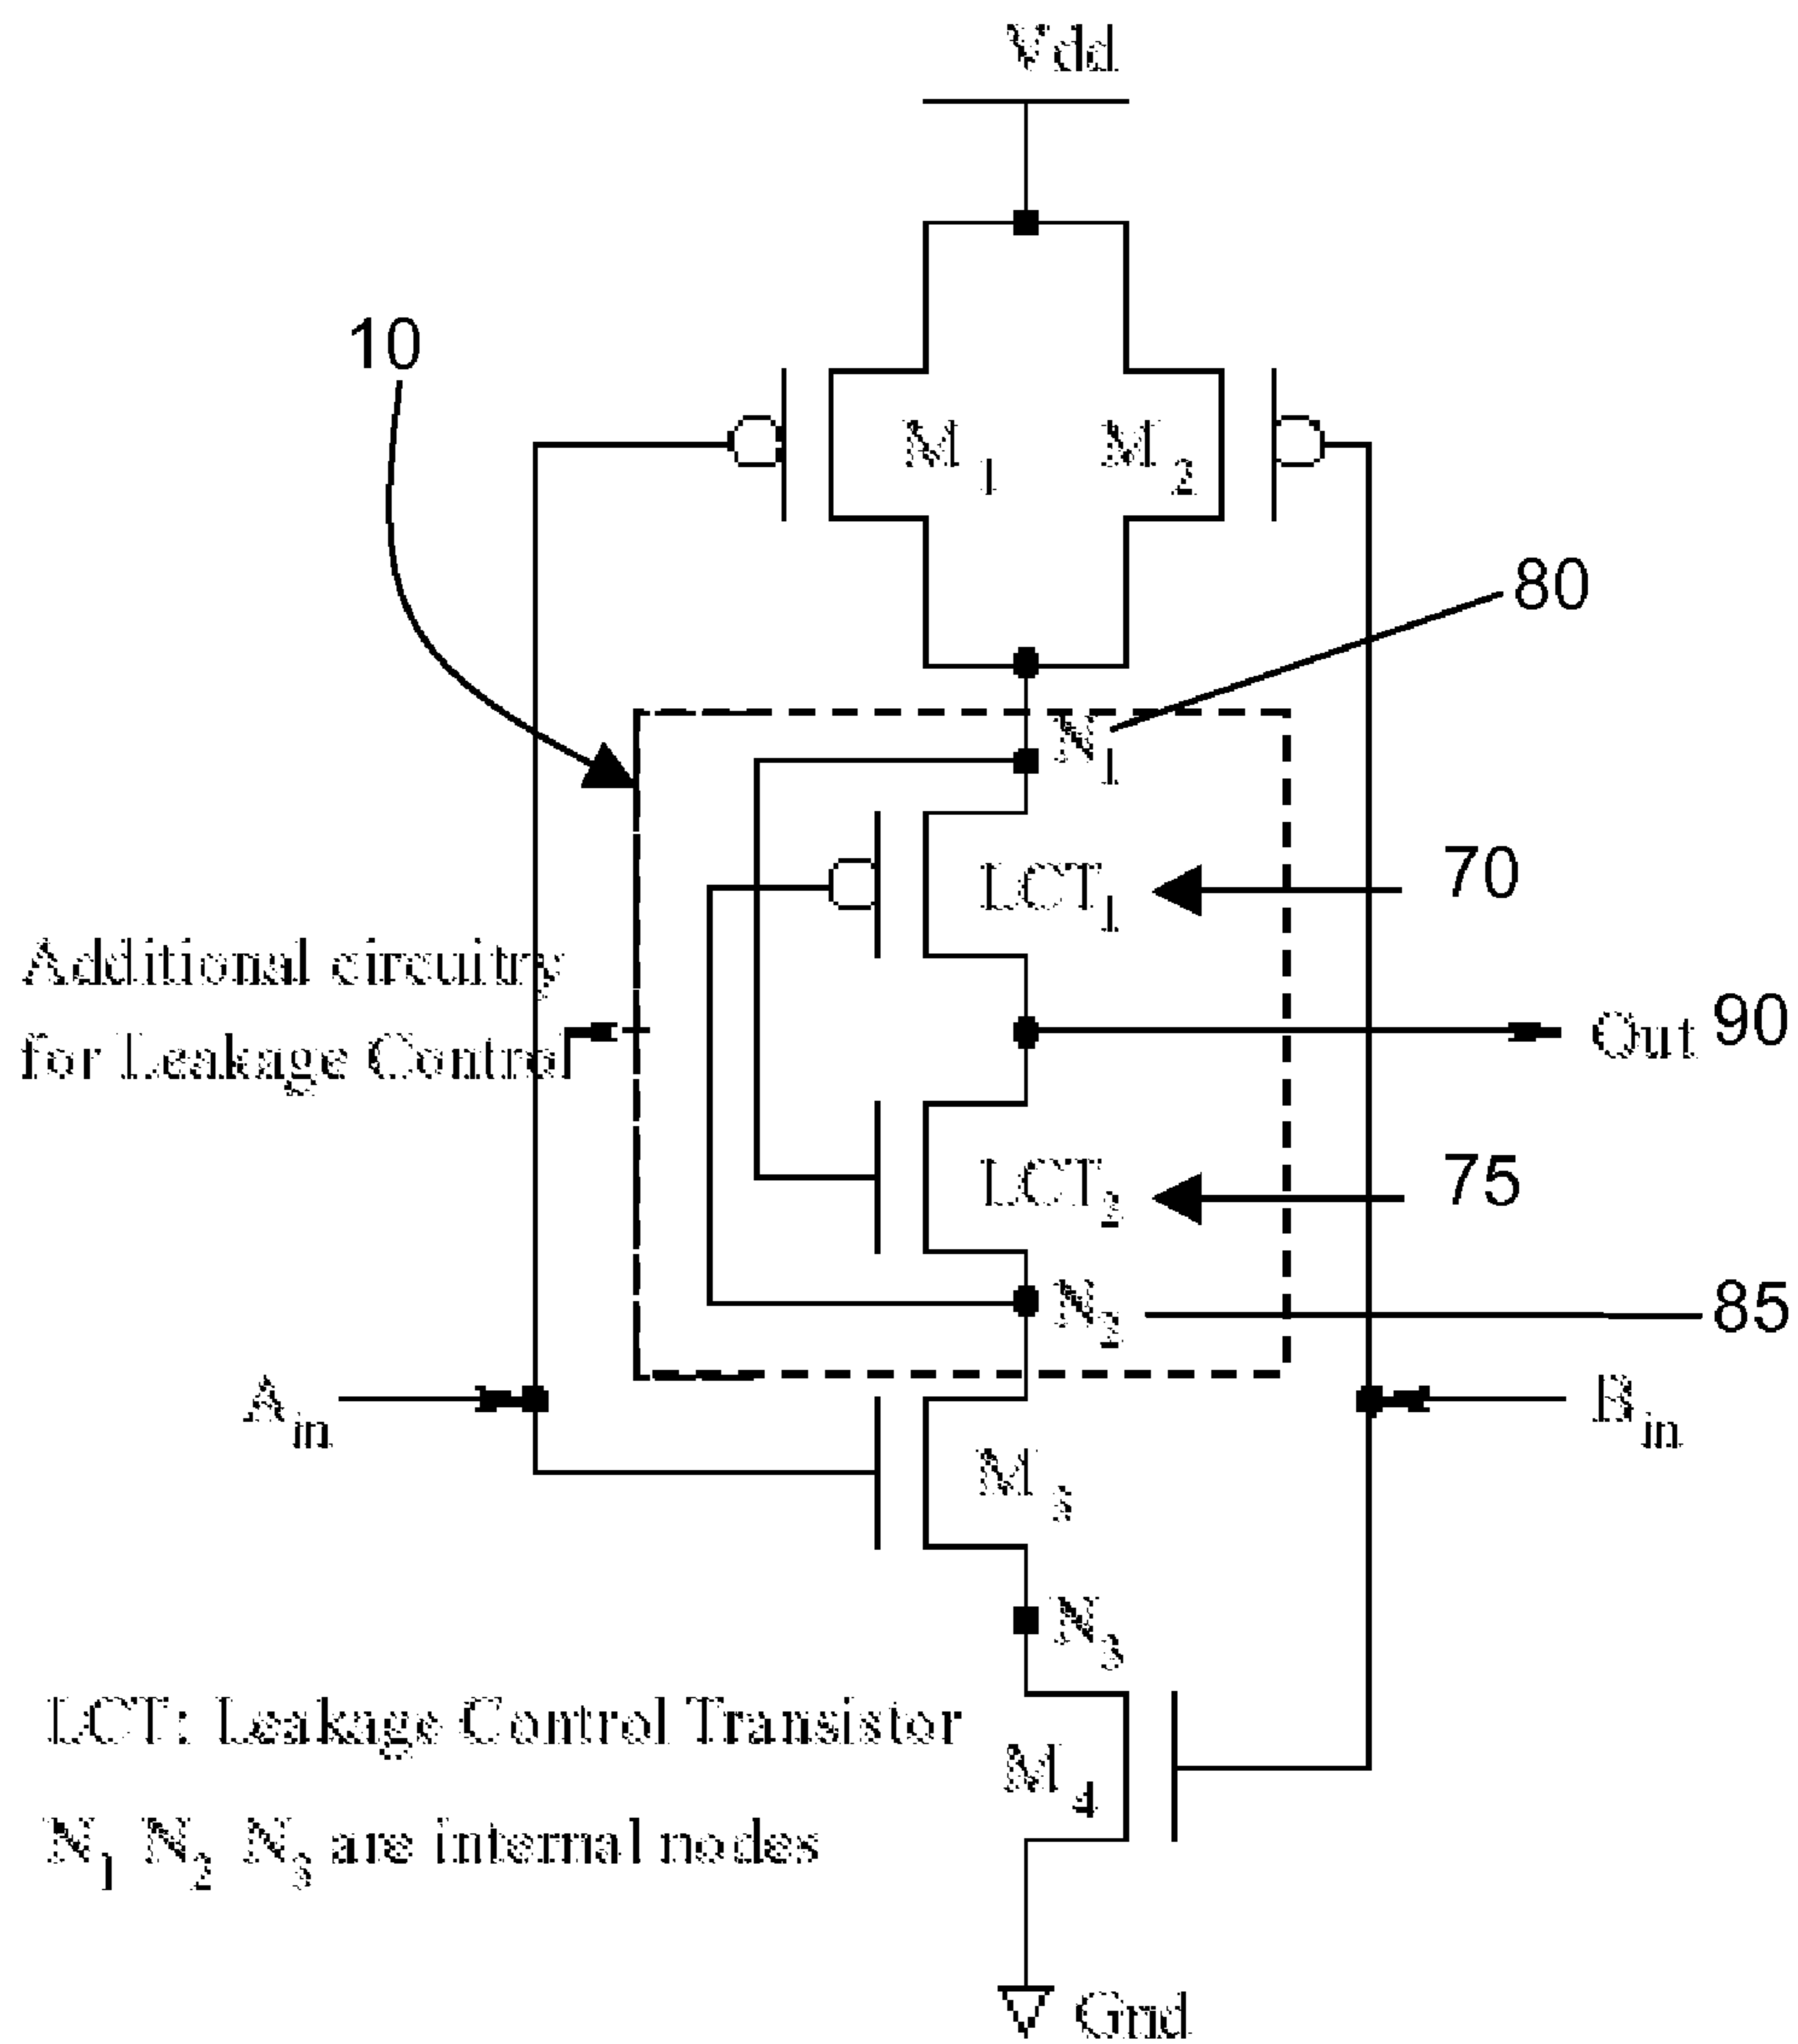 Vdd
10
M1 M2
80
N1
LCT1 70
Additional circuitry
for Leakage Control
Out 90
LCT2 75
N2 85
Ain Bin
M3
N3
LCT: Leakage Control Transistor
M4
N1 N2 N3 are internal nodes
Gnd